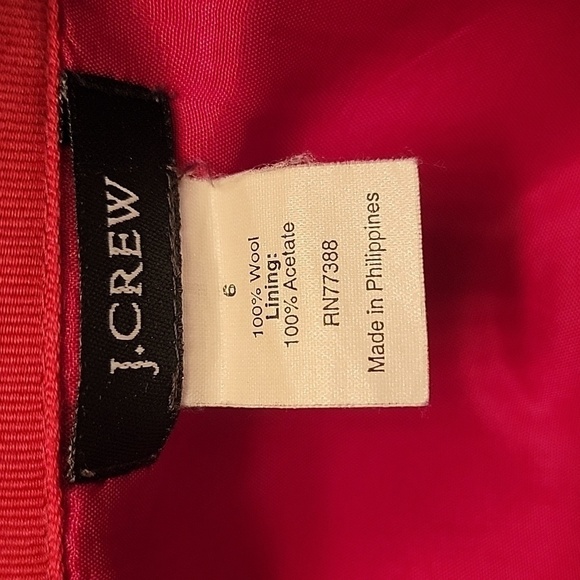 J.CREW
6
100% Wool
Lining:
100% Acetate
RN77388
Made in Philippines